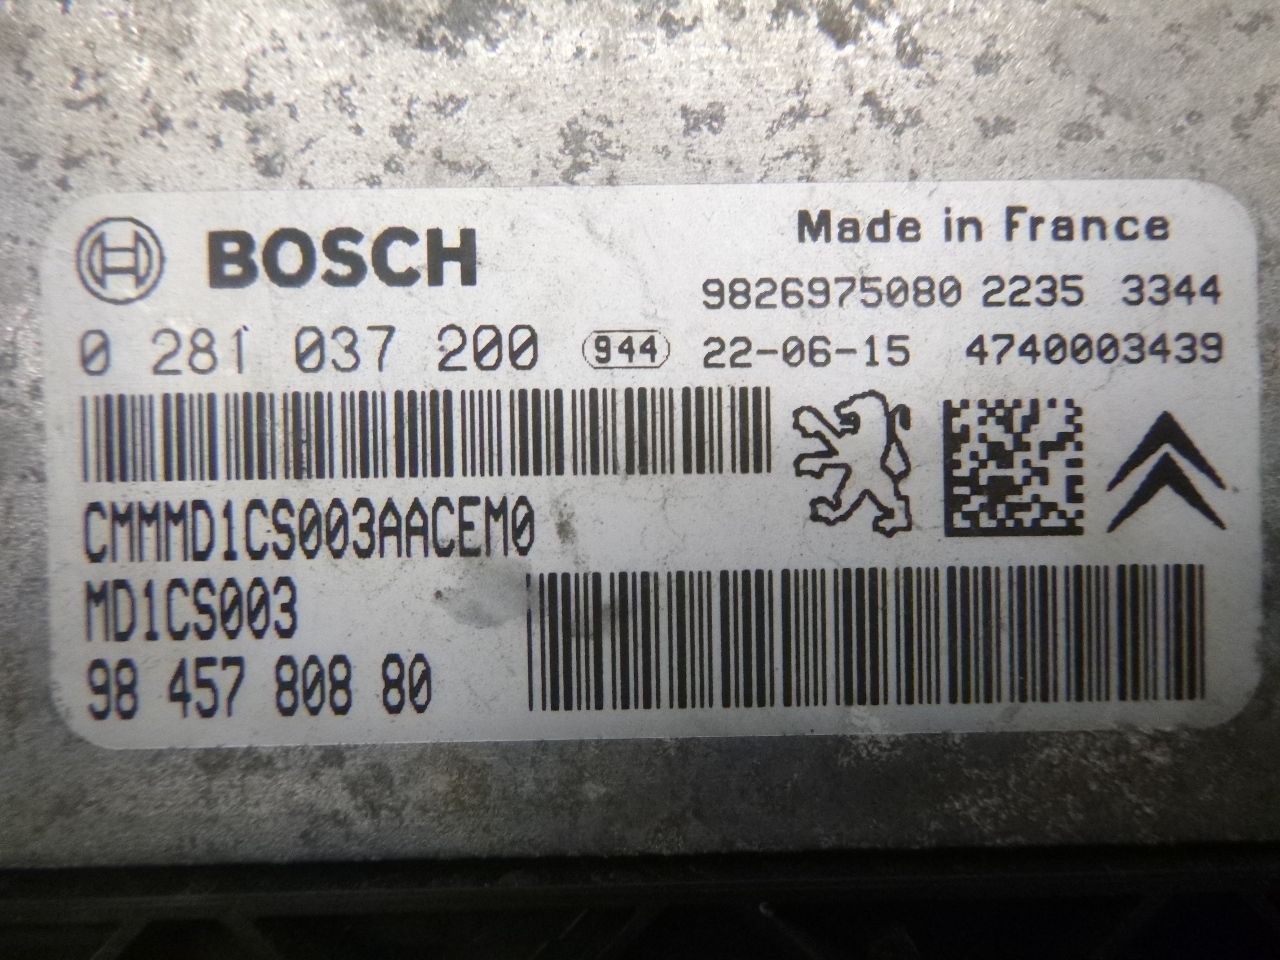 BOSCH
Made in France
9826975080 2235 3344
0 281 037 200 944 22-06-15 4740003439
CMMMD1CS003AACEM0
MD1CS003
98 457 808 80